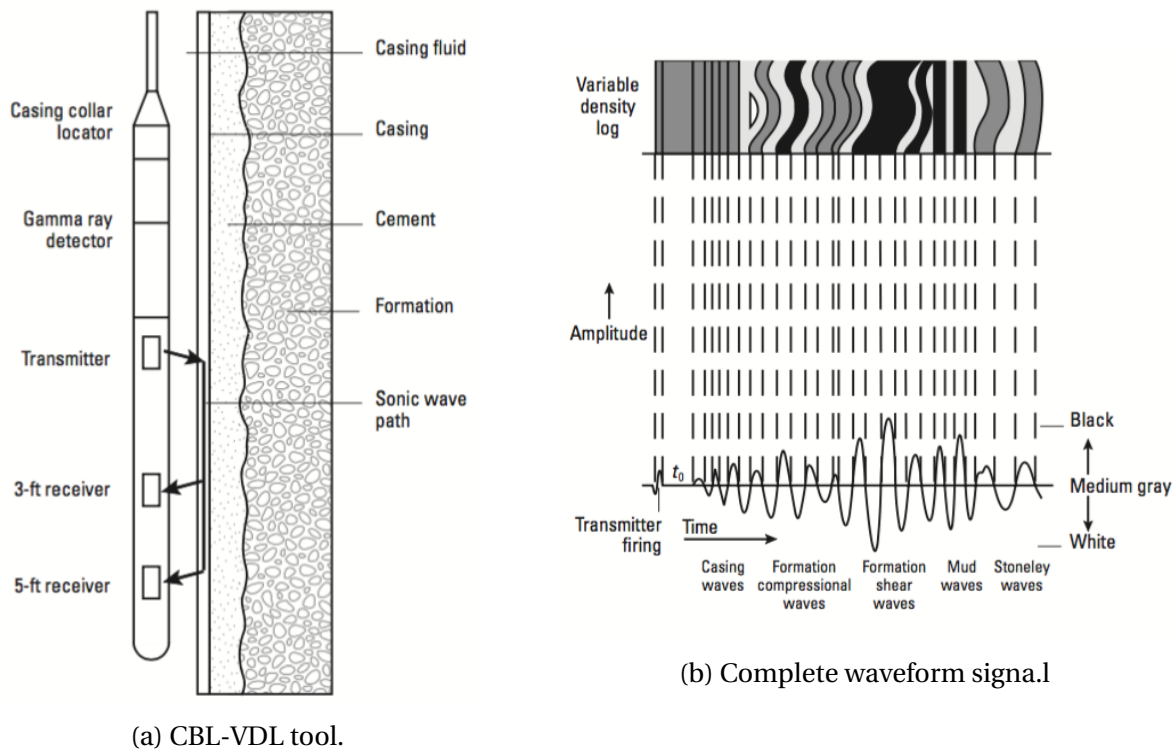 Casing fluid
Casing collar
locator
Casing
Gamma ray
detector
Cement
Formation
Transmitter
Sonic wave
path
3-ft receiver
5-ft receiver
(a) CBL-VDL tool.
Variable
density
log
Amplitude
Black
t0
Medium gray
Transmitter
firing
Time
White
Casing
waves
Formation
compressional
waves
Formation
shear
waves
Mud
waves
Stoneley
waves
(b) Complete waveform signa.l